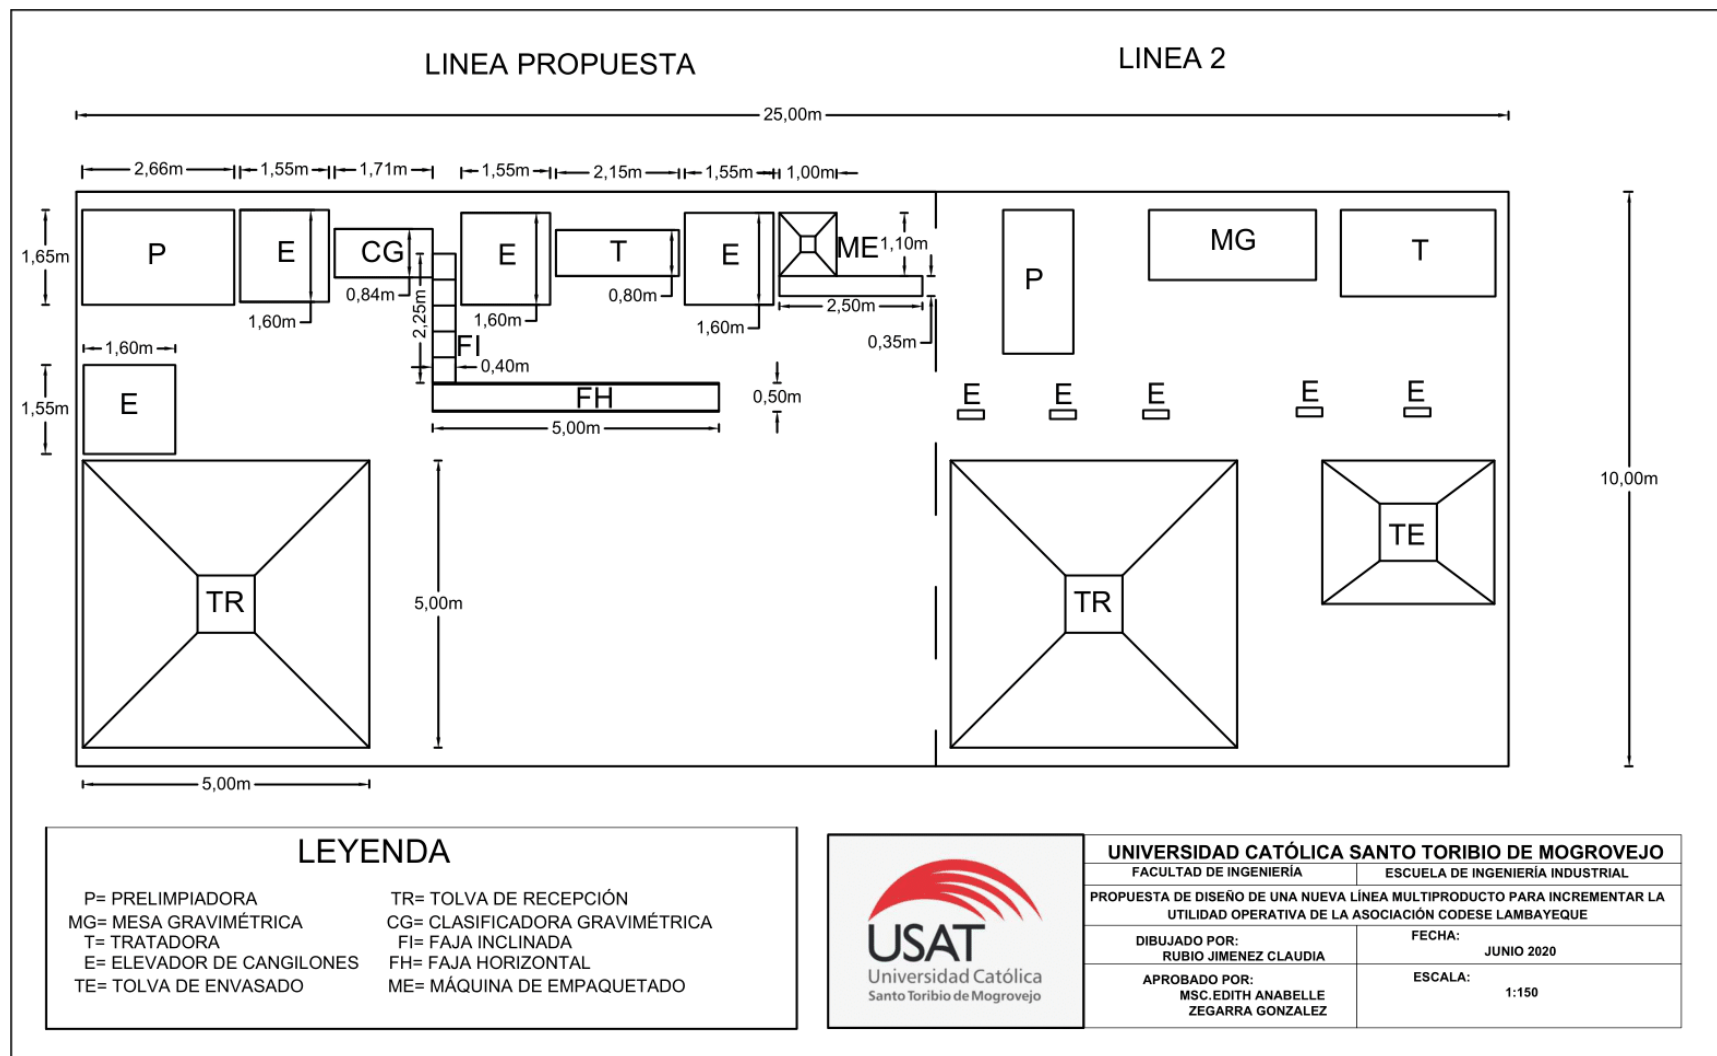 LINEA PROPUESTA
LINEA 2
25,00m
2,66m
1,55m
1,71m
1,55m
2,15m
1,55m
1,00m
1,65m
P
E
CG
E
T
E
ME
1,10m
P
MG
T
0,84m
2,25m
0,80m
2,50m
1,60m
1,60m
1,60m
0,35m
FI
0,40m
1,60m
1,55m
E
FH
0,50m
5,00m
E
E
E
E
E
10,00m
TR
5,00m
TR
TE
5,00m
LEYENDA
P= PRELIMPIADORA
MG= MESA GRAVIMÉTRICA
T= TRATADORA
E= ELEVADOR DE CANGILONES
TE= TOLVA DE ENVASADO
TR= TOLVA DE RECEPCIÓN
CG= CLASIFICADORA GRAVIMÉTRICA
FI= FAJA INCLINADA
FH= FAJA HORIZONTAL
ME= MÁQUINA DE EMPAQUETADO
USAT
Universidad Católica
Santo Toribio de Mogrovejo
UNIVERSIDAD CATÓLICA SANTO TORIBIO DE MOGROVEJO
FACULTAD DE INGENIERÍA
ESCUELA DE INGENIERÍA INDUSTRIAL
PROPUESTA DE DISEÑO DE UNA NUEVA LÍNEA MULTIPRODUCTO PARA INCREMENTAR LA
UTILIDAD OPERATIVA DE LA ASOCIACIÓN CODESE LAMBAYEQUE
DIBUJADO POR:
RUBIO JIMENEZ CLAUDIA
FECHA:
JUNIO 2020
APROBADO POR:
MSC.EDITH ANABELLE
ZEGARRA GONZALEZ
ESCALA:
1:150